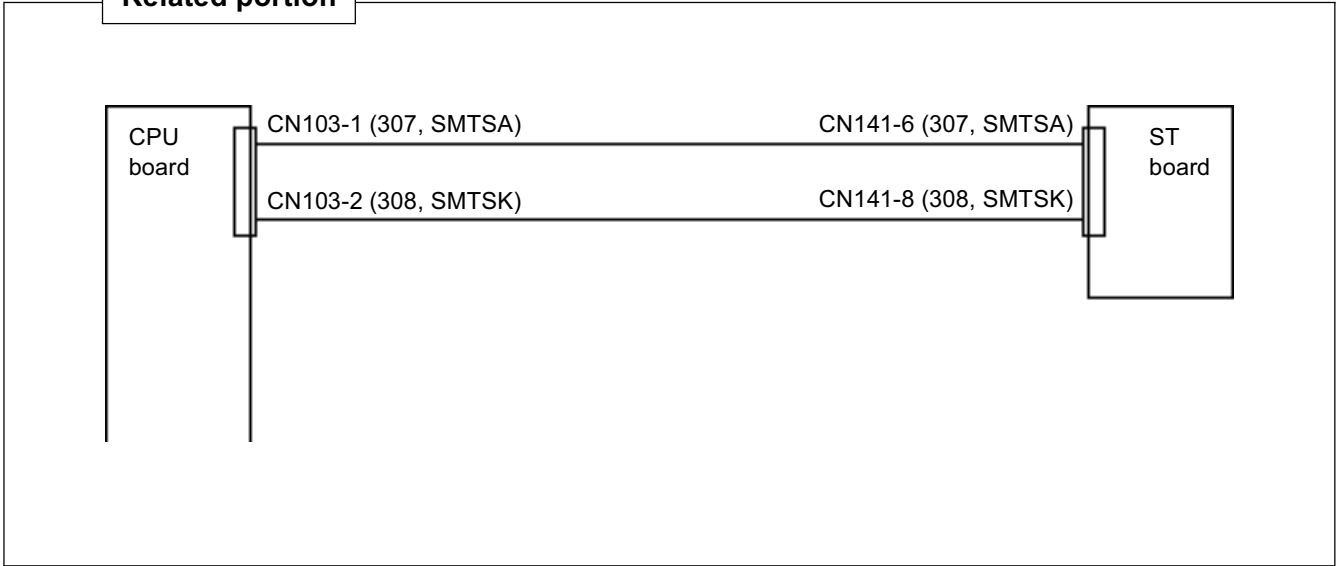 Related portion
CPU
board
CN103-1 (307, SMTSA)
CN141-6 (307, SMTSA)
ST
board
CN103-2 (308, SMTSK)
CN141-8 (308, SMTSK)